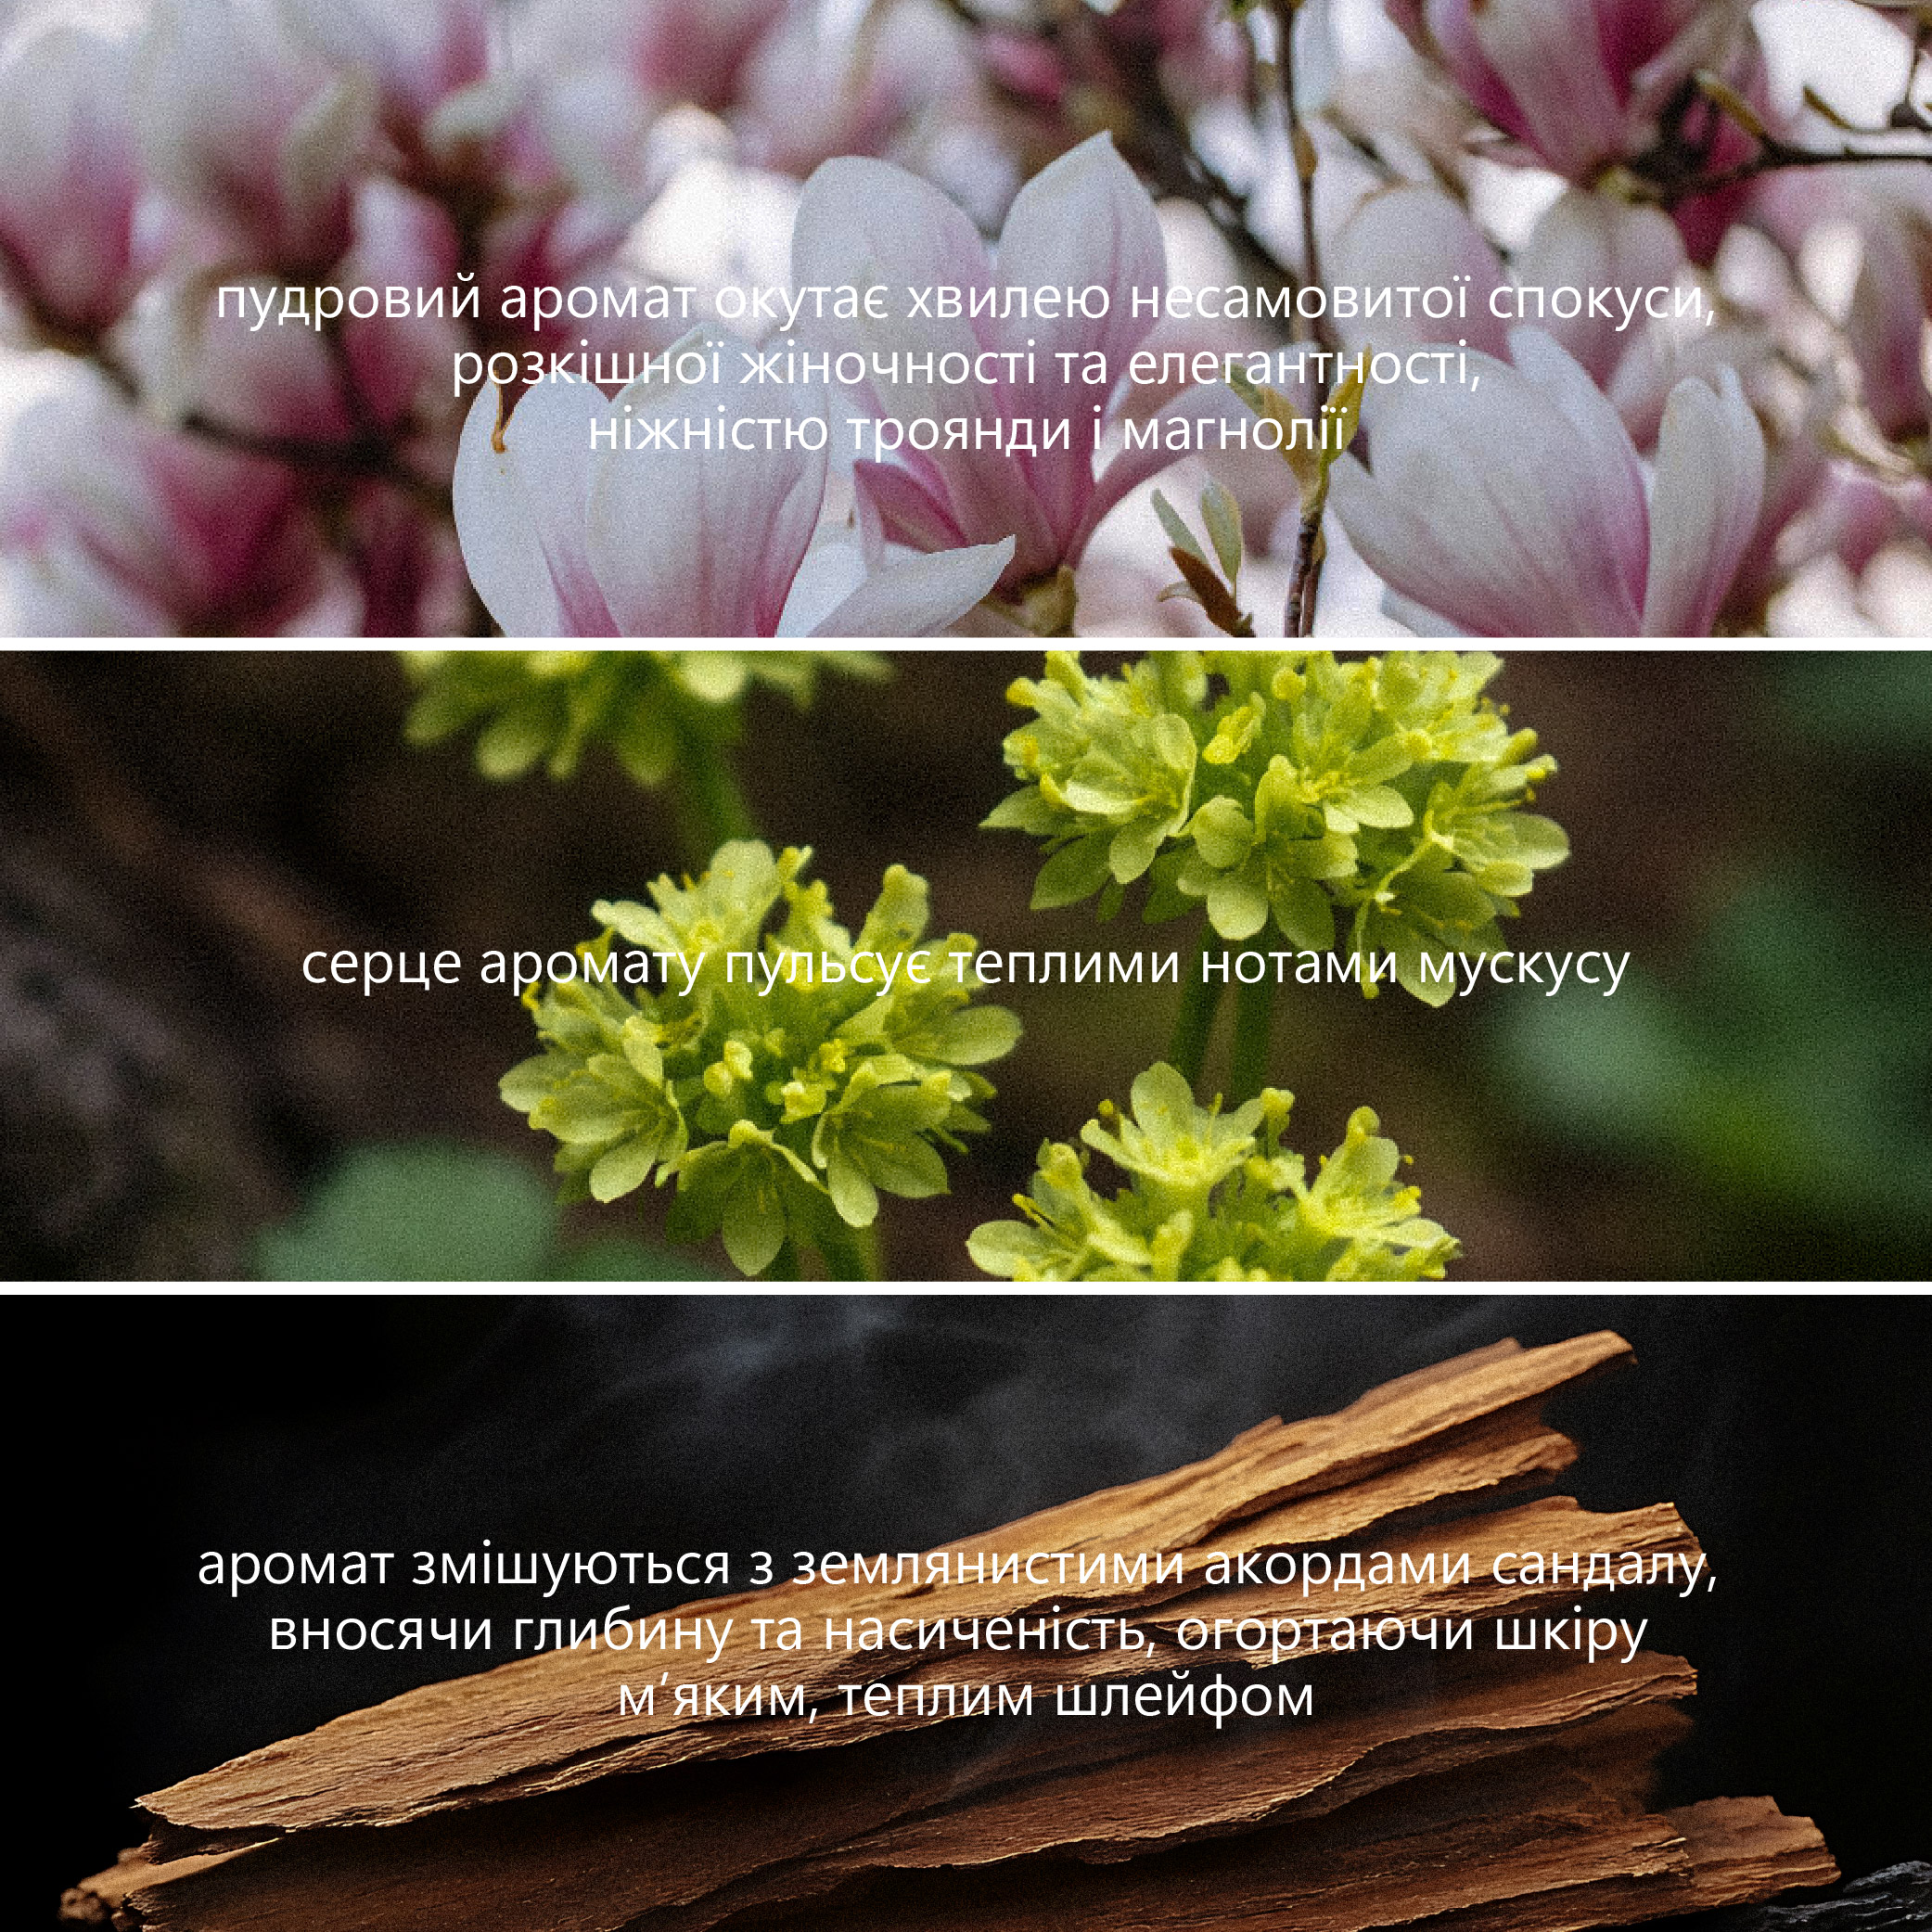 пудровий аромат окутає хвилею несамовитої спокуси,
розкішної жіночності та елегантності,
ніжністю троянди і магнолії
серце аромату пульсує теплими нотами мускусу
аромат змішуються з землянистими акордами сандалу,
вносячи глибину та насиченість, огортаючи шкіру
м’яким, теплим шлейфом